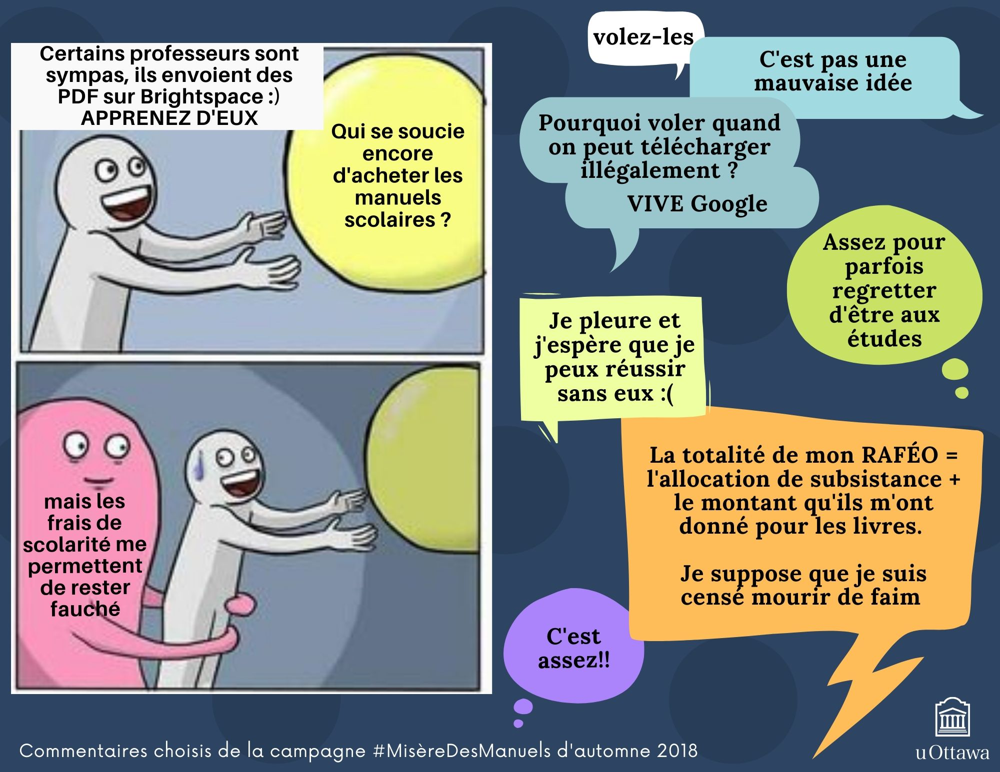 Certains professeurs sont
sympas, ils envoient des
PDF sur Brightspace :)
APPRENEZ D'EUX
Qui se soucie
encore
d'acheter les
manuels
scolaires ?
mais les
frais de
scolarité me
permettent
de rester
fauché
volez-les
C'est pas une
mauvaise idée
Pourquoi voler quand
on peut télécharger
illégalement ?
VIVE Google
Assez pour
parfois
regretter
d'être aux
études
Je pleure et
j'espère que je
peux réussir
sans eux :(
La totalité de mon RAFÉO =
l'allocation de subsistance +
le montant qu'ils m'ont
donné pour les livres.
Je suppose que je suis
censé mourir de faim
C'est
assez!!
Commentaires choisis de la campagne #MisèreDesManuels d'automne 2018
uOttawa